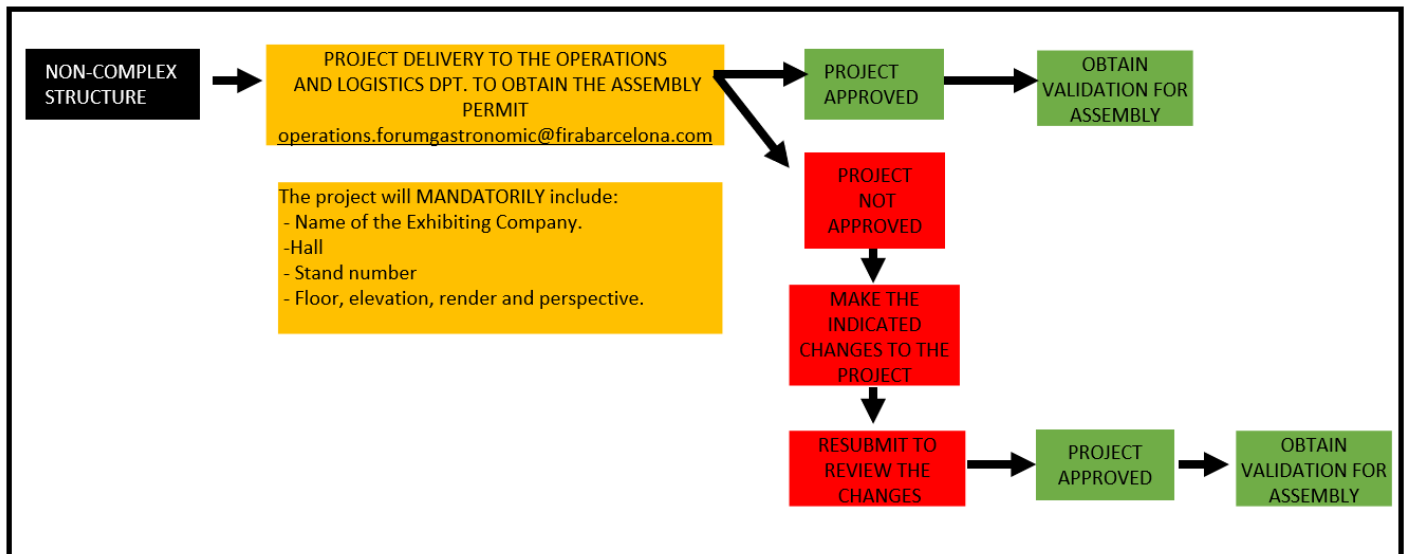 NON-COMPLEX
STRUCTURE
PROJECT DELIVERY TO THE OPERATIONS
AND LOGISTICS DPT. TO OBTAIN THE ASSEMBLY
PERMIT
operations.forumgastronomic@firabarcelona.com
The project will MANDATORILY include:
- Name of the Exhibiting Company.
-Hall
- Stand number
- Floor, elevation, render and perspective.
PROJECT
APPROVED
OBTAIN
VALIDATION FOR
ASSEMBLY
PROJECT
NOT
APPROVED
MAKE THE
INDICATED
CHANGES TO THE
PROJECT
RESUBMIT TO
REVIEW THE
CHANGES
PROJECT
APPROVED
OBTAIN
VALIDATION FOR
ASSEMBLY